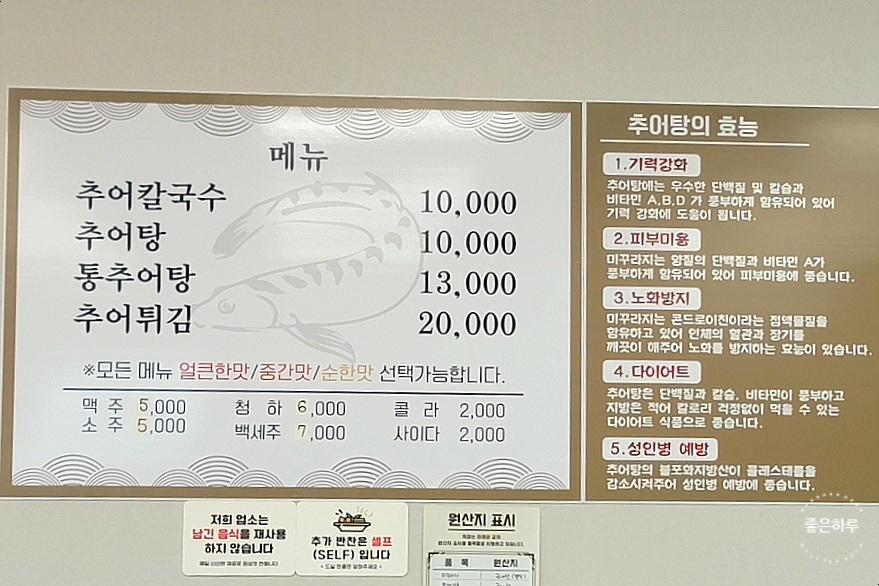 메뉴
추어칼국수 10,000
추어탕 10,000
통추어탕 13,000
추어튀김 20,000
※모든 메뉴 얼큰한맛/중간맛/순한맛 선택가능합니다.
맥 주 5,000 청 하 6,000 콜 라 2,000
소 주 5,000 백세주 7,000 사이다 2,000
추어탕의 효능
1.기력강화
추어탕에는 우수한 단백질 및 칼슘과
비타민 A,B,D 가 풍부하게 함유되어 있어
기력 강화에 도움이 됩니다.
2.피부미용
미꾸라지는 양질의 단백질과 비타민 A가
풍부하게 함유되어 있어 피부미용에 좋습니다.
3.노화방지
미꾸라지는 콘드로이친이라는 점액물질을
함유하고 있어 인체의 혈관과 장기를
깨끗이 해주어 노화를 방지하는 효능이 있습니다.
4.다이어트
추어탕은 단백질과 칼슘, 비타민이 풍부하고
지방은 적어 칼로리 걱정없이 먹을 수 있는
다이어트 식품으로 좋습니다.
5.성인병 예방
추어탕의 불포화지방산이 콜레스테롤을
감소시켜주어 성인병 예방에 좋습니다.
저희 업소는
남긴 음식을 재사용
하지 않습니다
추가 반찬은 셀프
(SELF) 입니다
원산지 표시
품 목 원산지
좋은하루